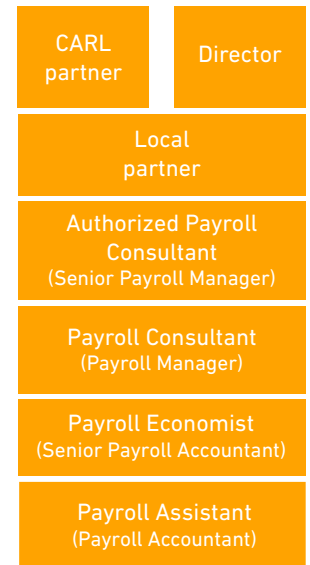 CARL
partner
Director
Local
partner
Authorized Payroll
Consultant
(Senior Payroll Manager)
Payroll Consultant
(Payroll Manager)
Payroll Economist
(Senior Payroll Accountant)
Payroll Assistant
(Payroll Accountant)